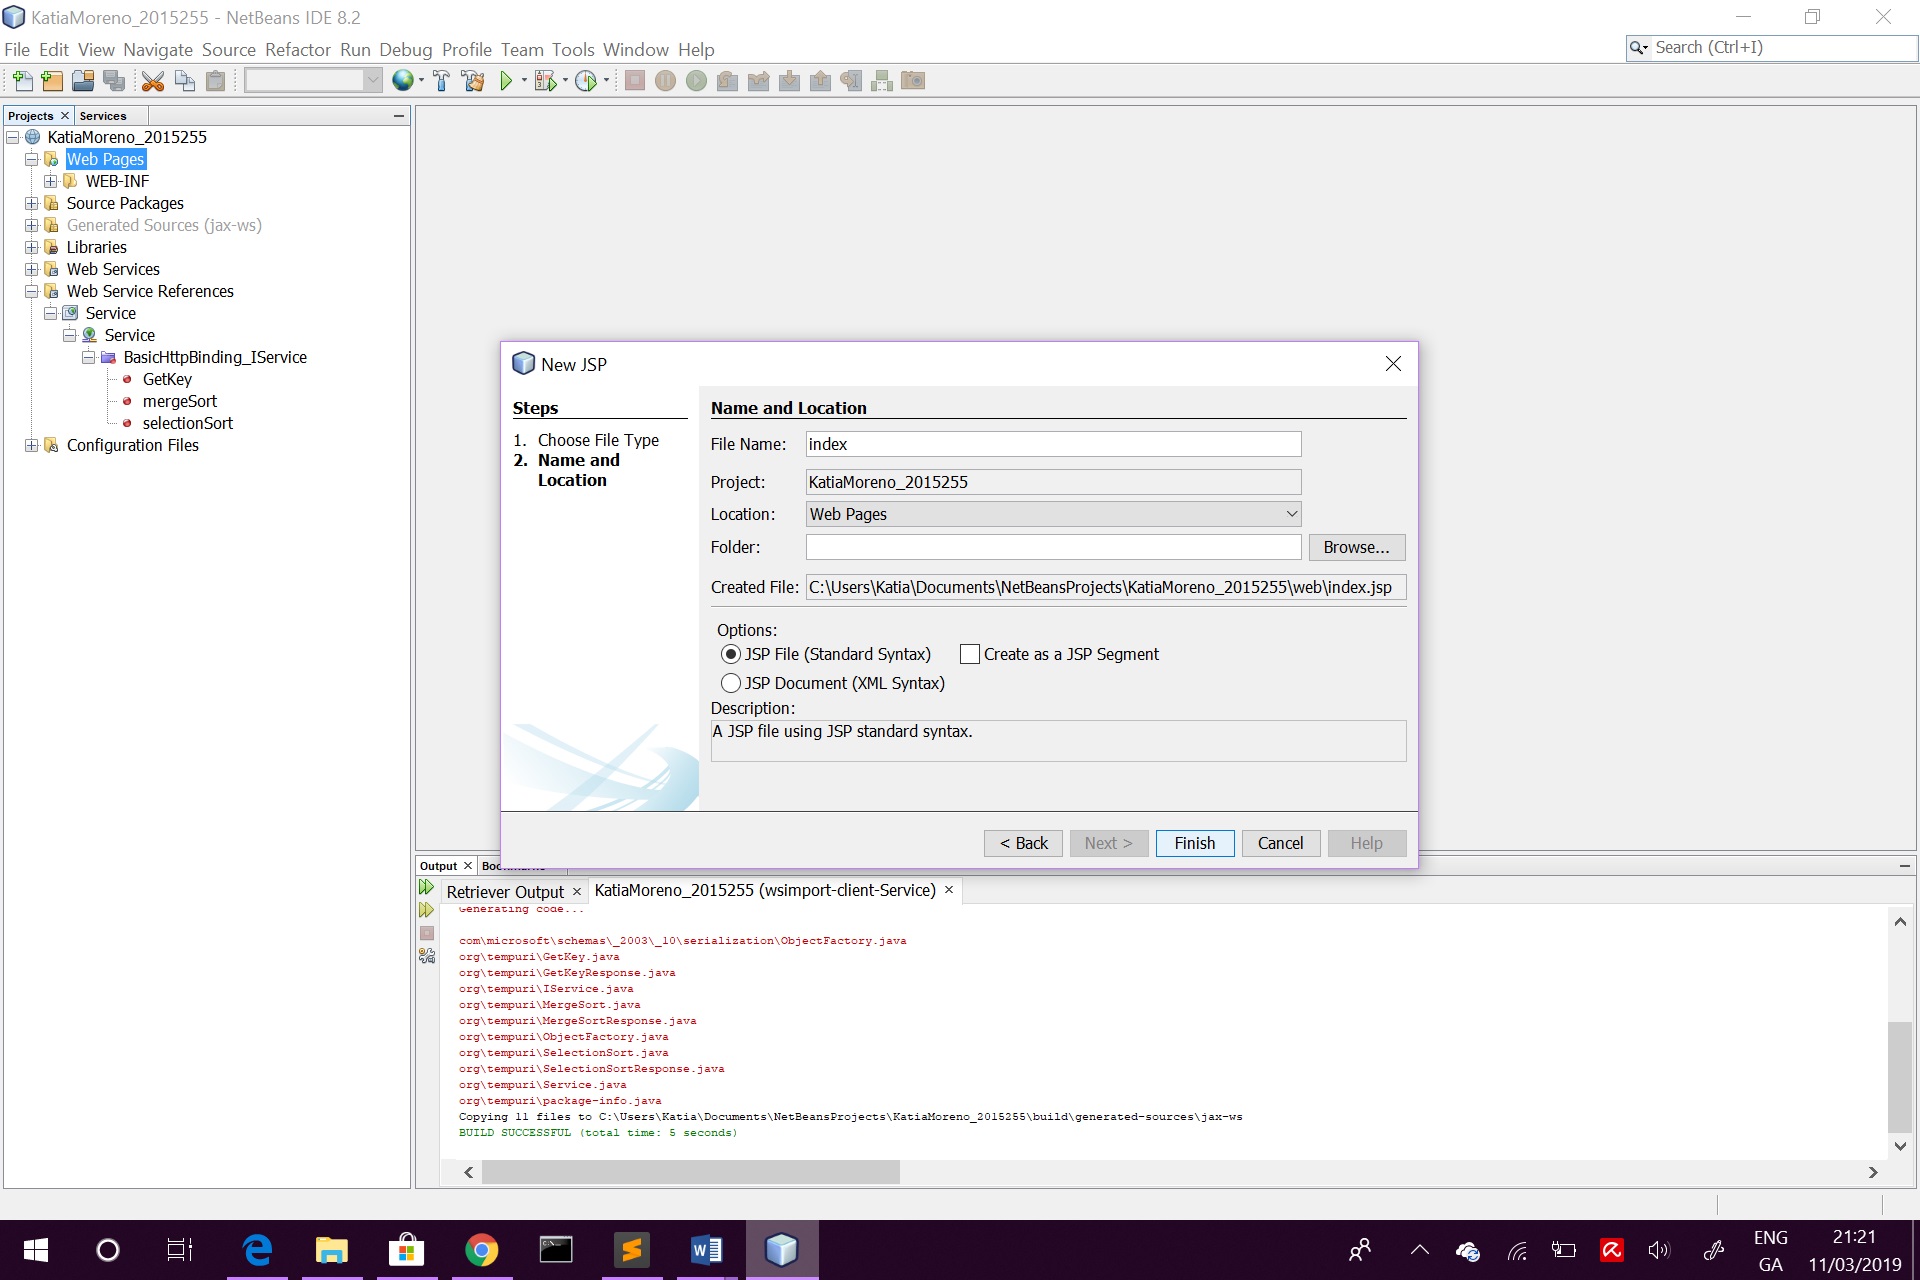 KatiaMoreno_2015255 - NetBeans IDE 8.2
File Edit View Navigate Source Refactor Run Debug Profile Team Tools Window Help
Search (Ctrl+I)
Projects
Services
KatiaMoreno_2015255
Web Pages
WEB-INF
Source Packages
Generated Sources (jax-ws)
Libraries
Web Services
Web Service References
Service
Service
BasicHttpBinding_IService
GetKey
mergeSort
selectionSort
Configuration Files
New JSP
Steps
1. Choose File Type
2. Name and
Location
Name and Location
File Name: index
Project: KatiaMoreno_2015255
Location: Web Pages
Folder: Browse...
Created File: C:\Users\Katia\Documents\NetBeansProjects\KatiaMoreno_2015255\web\index.jsp
Options:
JSP File (Standard Syntax) Create as a JSP Segment
JSP Document (XML Syntax)
Description:
A JSP file using JSP standard syntax.
< Back Next > Finish Cancel Help
Output
Retriever Output KatiaMoreno_2015255 (wsimport-client-Service)
Generating code...
com\microsoft\schemas\_2003\_10\serialization\ObjectFactory.java
org\tempuri\GetKey.java
org\tempuri\GetKeyResponse.java
org\tempuri\IService.java
org\tempuri\MergeSort.java
org\tempuri\MergeSortResponse.java
org\tempuri\ObjectFactory.java
org\tempuri\SelectionSort.java
org\tempuri\SelectionSortResponse.java
org\tempuri\Service.java
org\tempuri\package-info.java
Copying 11 files to C:\Users\Katia\Documents\NetBeansProjects\KatiaMoreno_2015255\build\generated-sources\jax-ws
BUILD SUCCESSFUL (total time: 5 seconds)
ENG
GA
21:21
11/03/2019